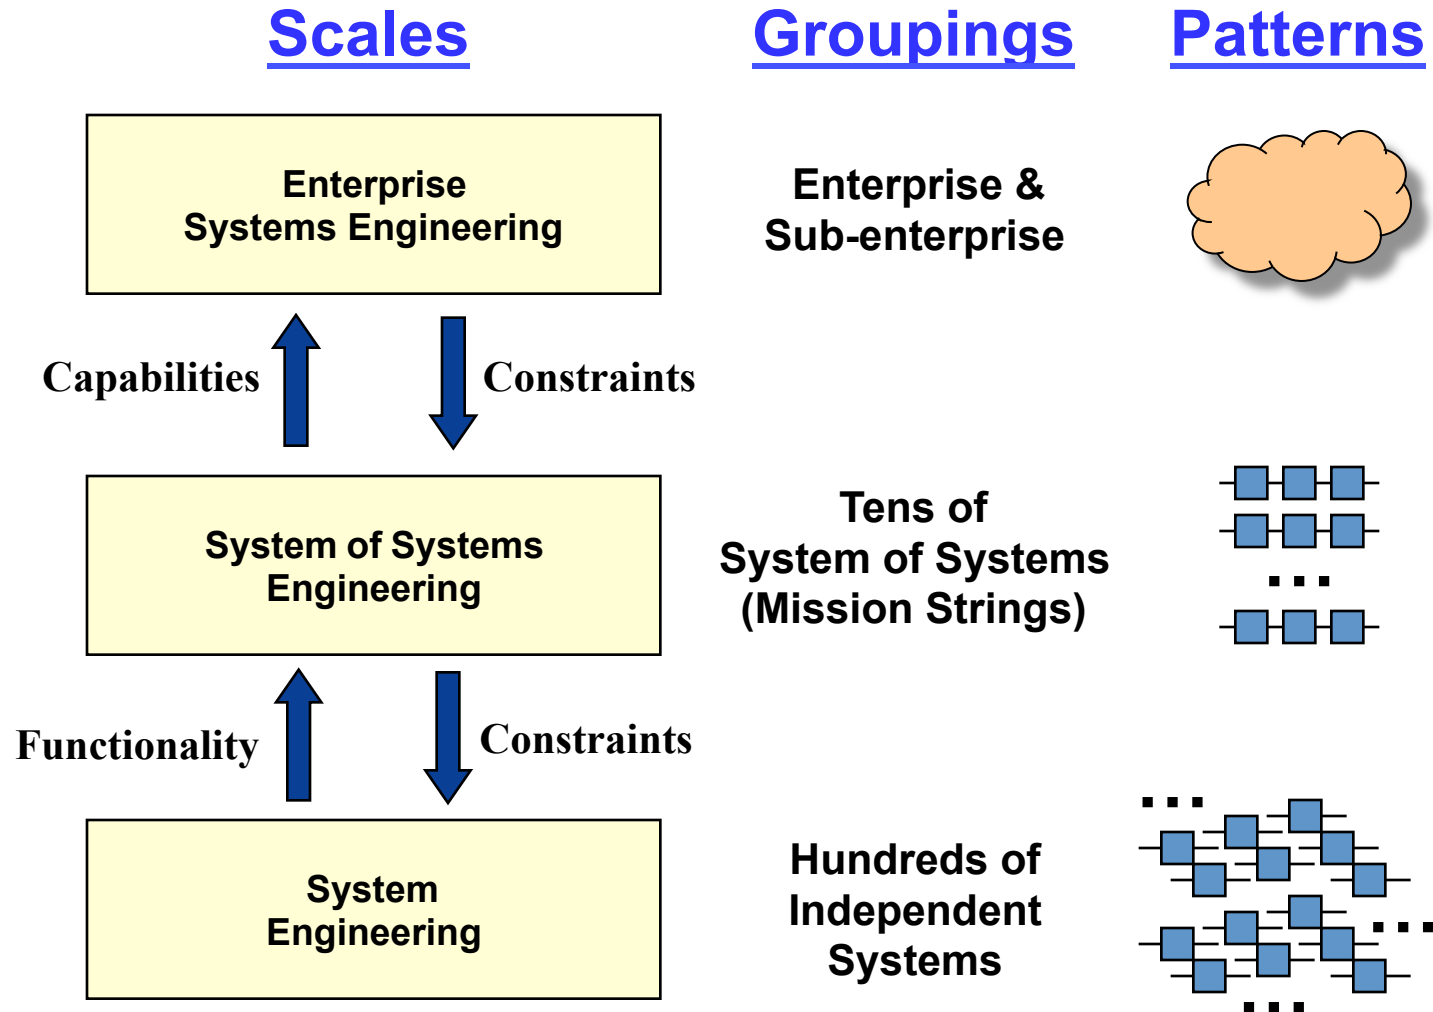 Scales
Groupings
Patterns
Enterprise
Systems Engineering
Enterprise &
Sub-enterprise
Capabilities
Constraints
System of Systems
Engineering
Tens of
System of Systems
(Mission Strings)
Functionality
Constraints
System
Engineering
Hundreds of
Independent
Systems